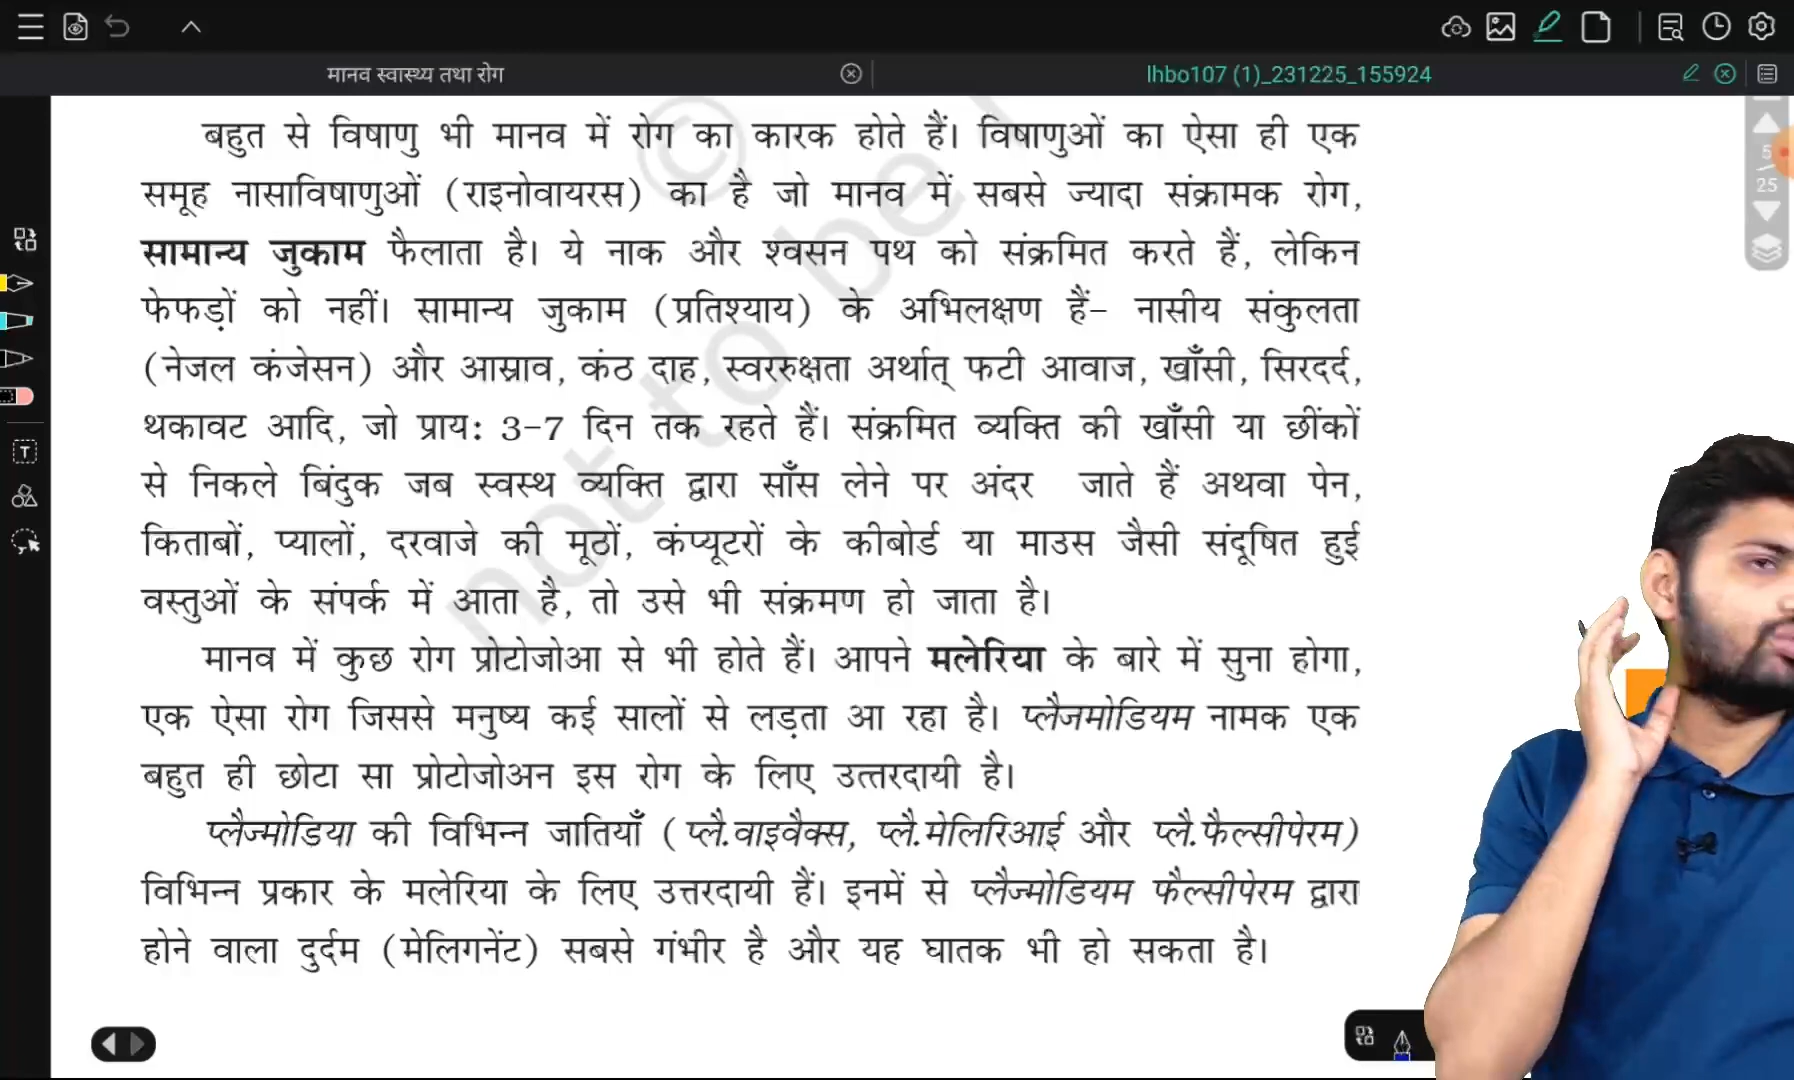 मानव स्वास्थ्य तथा रोग
lhbo107 (1)_231225_155924
बहुत से विषाणु भी मानव में रोग का कारक होते हैं। विषाणुओं का ऐसा ही एक
समूह नासाविषाणुओं (राइनोवायरस) का है जो मानव में सबसे ज्यादा संक्रामक रोग,
सामान्य जुकाम फैलाता है। ये नाक और श्वसन पथ को संक्रमित करते हैं, लेकिन
फेफड़ों को नहीं। सामान्य जुकाम (प्रतिश्याय) के अभिलक्षण हैं– नासीय संकुलता
(नेजल कंजेसन) और आस्राव, कंठ दाह, स्वररुक्षता अर्थात् फटी आवाज, खाँसी, सिरदर्द,
थकावट आदि, जो प्राय: 3–7 दिन तक रहते हैं। संक्रमित व्यक्ति की खाँसी या छींकों
से निकले बिंदुक जब स्वस्थ व्यक्ति द्वारा साँस लेने पर अंदर जाते हैं अथवा पेन,
किताबों, प्यालों, दरवाजे की मूठों, कंप्यूटरों के कीबोर्ड या माउस जैसी संदूषित हुई
वस्तुओं के संपर्क में आता है, तो उसे भी संक्रमण हो जाता है।
मानव में कुछ रोग प्रोटोजोआ से भी होते हैं। आपने मलेरिया के बारे में सुना होगा,
एक ऐसा रोग जिससे मनुष्य कई सालों से लड़ता आ रहा है। प्लैजमोडियम नामक एक
बहुत ही छोटा सा प्रोटोजोअन इस रोग के लिए उत्तरदायी है।
प्लैज्मोडिया की विभिन्न जातियाँ (प्लै.वाइवैक्स, प्लै.मेलिरिआई और प्लै.फैल्सीपेरम)
विभिन्न प्रकार के मलेरिया के लिए उत्तरदायी हैं। इनमें से प्लैज्मोडियम फैल्सीपेरम द्वारा
होने वाला दुर्दम (मेलिगनेंट) सबसे गंभीर है और यह घातक भी हो सकता है।
© not to be
5
25
T